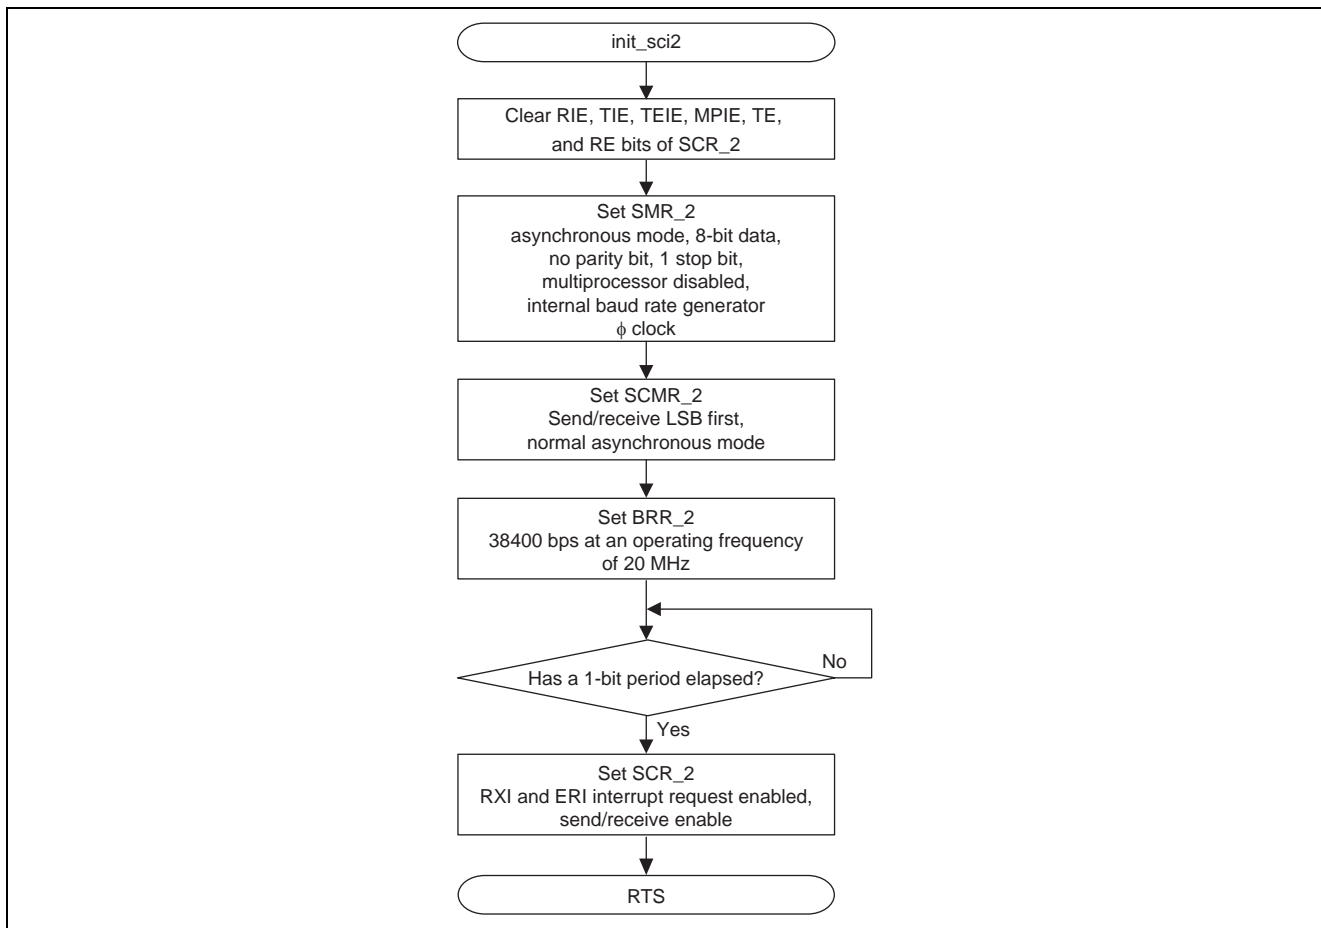 init_sci2
Clear RIE, TIE, TEIE, MPIE, TE,
and RE bits of SCR_2
Set SMR_2
asynchronous mode, 8-bit data,
no parity bit, 1 stop bit,
multiprocessor disabled,
internal baud rate generator
ϕ clock
Set SCMR_2
Send/receive LSB first,
normal asynchronous mode
Set BRR_2
38400 bps at an operating frequency
of 20 MHz
No
Has a 1-bit period elapsed?
Yes
Set SCR_2
RXI and ERI interrupt request enabled,
send/receive enable
RTS